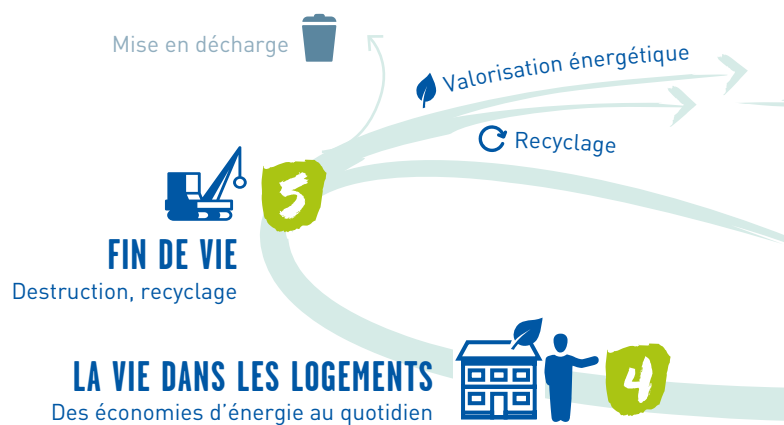 Mise en décharge
Valorisation énergétique
Recyclage
5
FIN DE VIE
Destruction, recyclage
LA VIE DANS LES LOGEMENTS
Des économies d'énergie au quotidien
4